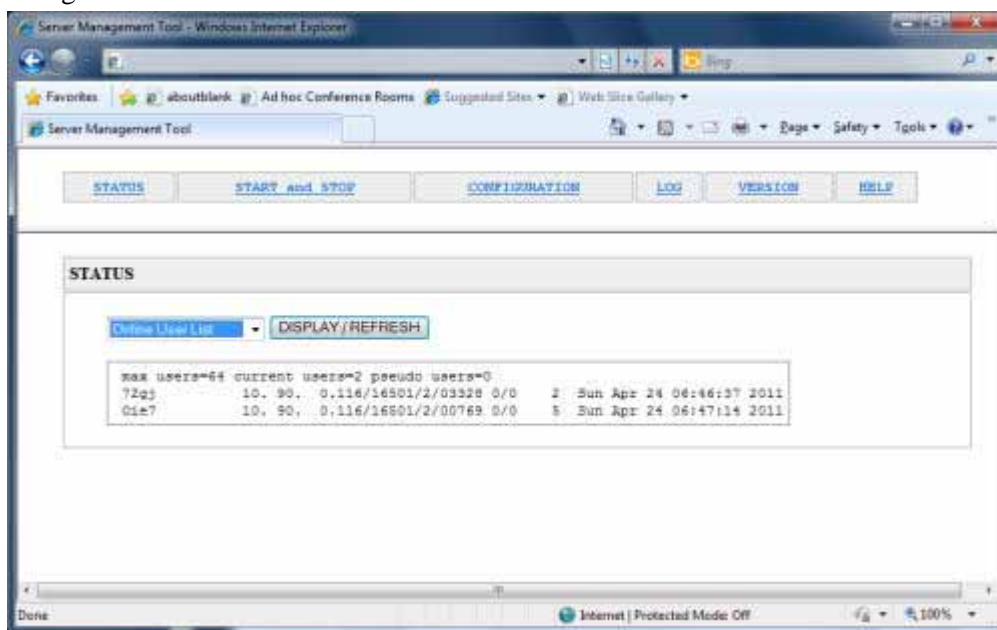 Server Management Tool - Windows Internet Explorer
Bing
Favorites aboutblank Ad hoc Conference Rooms Suggested Sites Web Slice Gallery
Server Management Tool Page Safety Tools
STATUS START and STOP CONFIGURATION LOG VERSION HELP
STATUS
Online User List DISPLAY/REFRESH
max users=64 current users=2 pseudo users=0
72gj 10. 90. 0.116/16501/2/03328 0/0 2 Sun Apr 24 06:46:37 2011
0ie7 10. 90. 0.116/16501/2/00769 0/0 5 Sun Apr 24 06:47:14 2011
Done Internet | Protected Mode: Off 100%